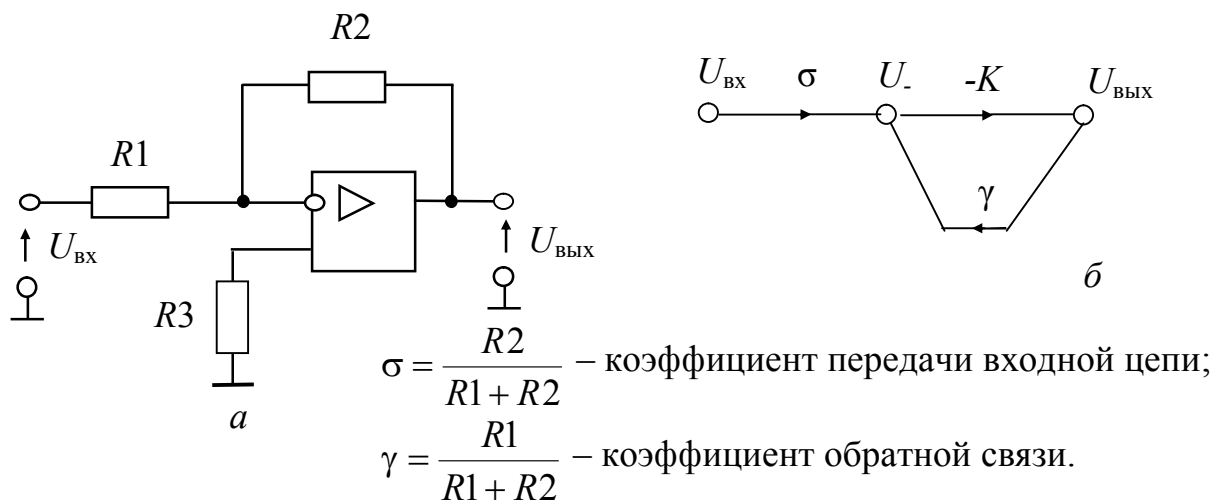 R2
R1
U_вх
R3
U_вых
а
U_вх σ U_- -K U_вых
γ
б
σ = R2 / (R1 + R2) – коэффициент передачи входной цепи;
γ = R1 / (R1 + R2) – коэффициент обратной связи.